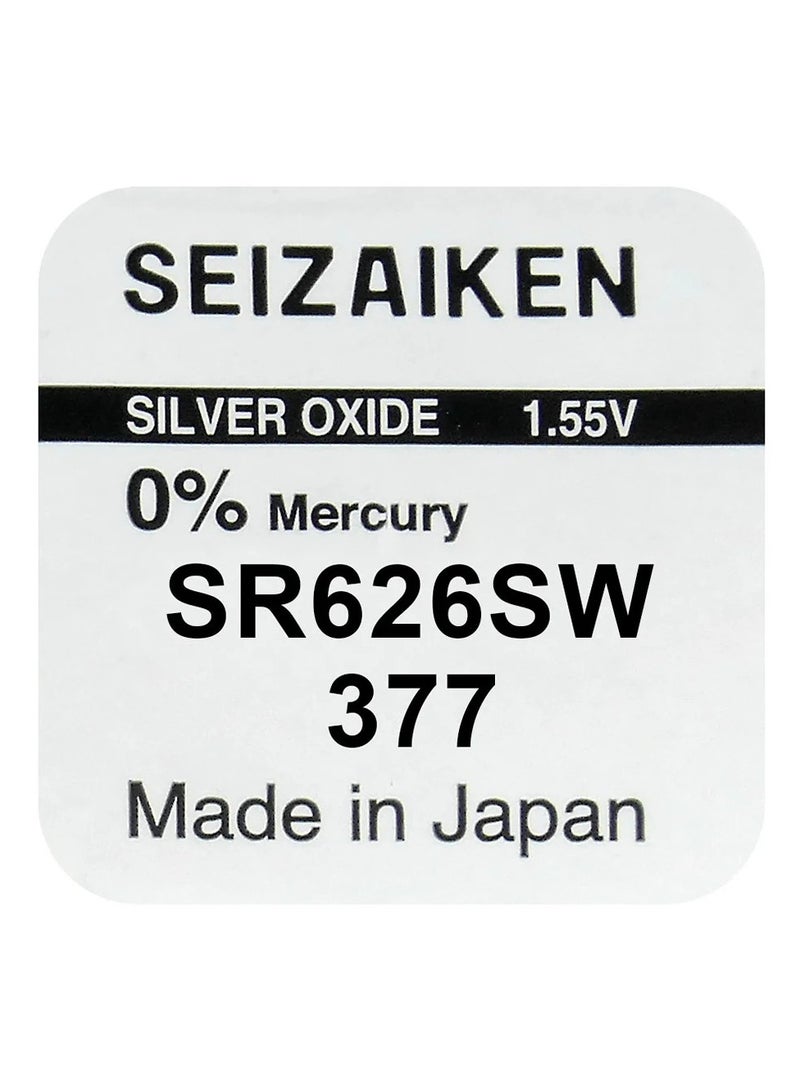 SEIZAIKEN
SILVER OXIDE 1.55V
0% Mercury
SR626SW
377
Made in Japan